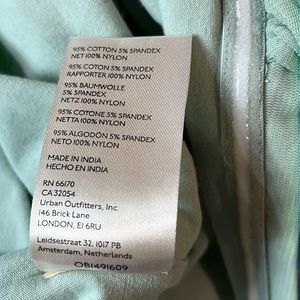 95% COTTON 5% SPANDEX
NET 100% NYLON
95% COTON 5% SPANDEX
RAPPORTER 100% NYLON
95% BAUMWOLLE
5% SPANDEX
NETZ 100% NYLON
95% COTONE 5% SPANDEX
NETTA 100% NYLON
95% ALGODÓN 5% SPANDEX
NETO 100% NYLON
MADE IN INDIA
HECHO EN INDIA
RN 66170
CA 32054
Urban Outfitters, Inc.
146 Brick Lane
LONDON, E1 6RU
Leidsestraat 32, 1017 PB
Amsterdam, Netherlands
OB1491609